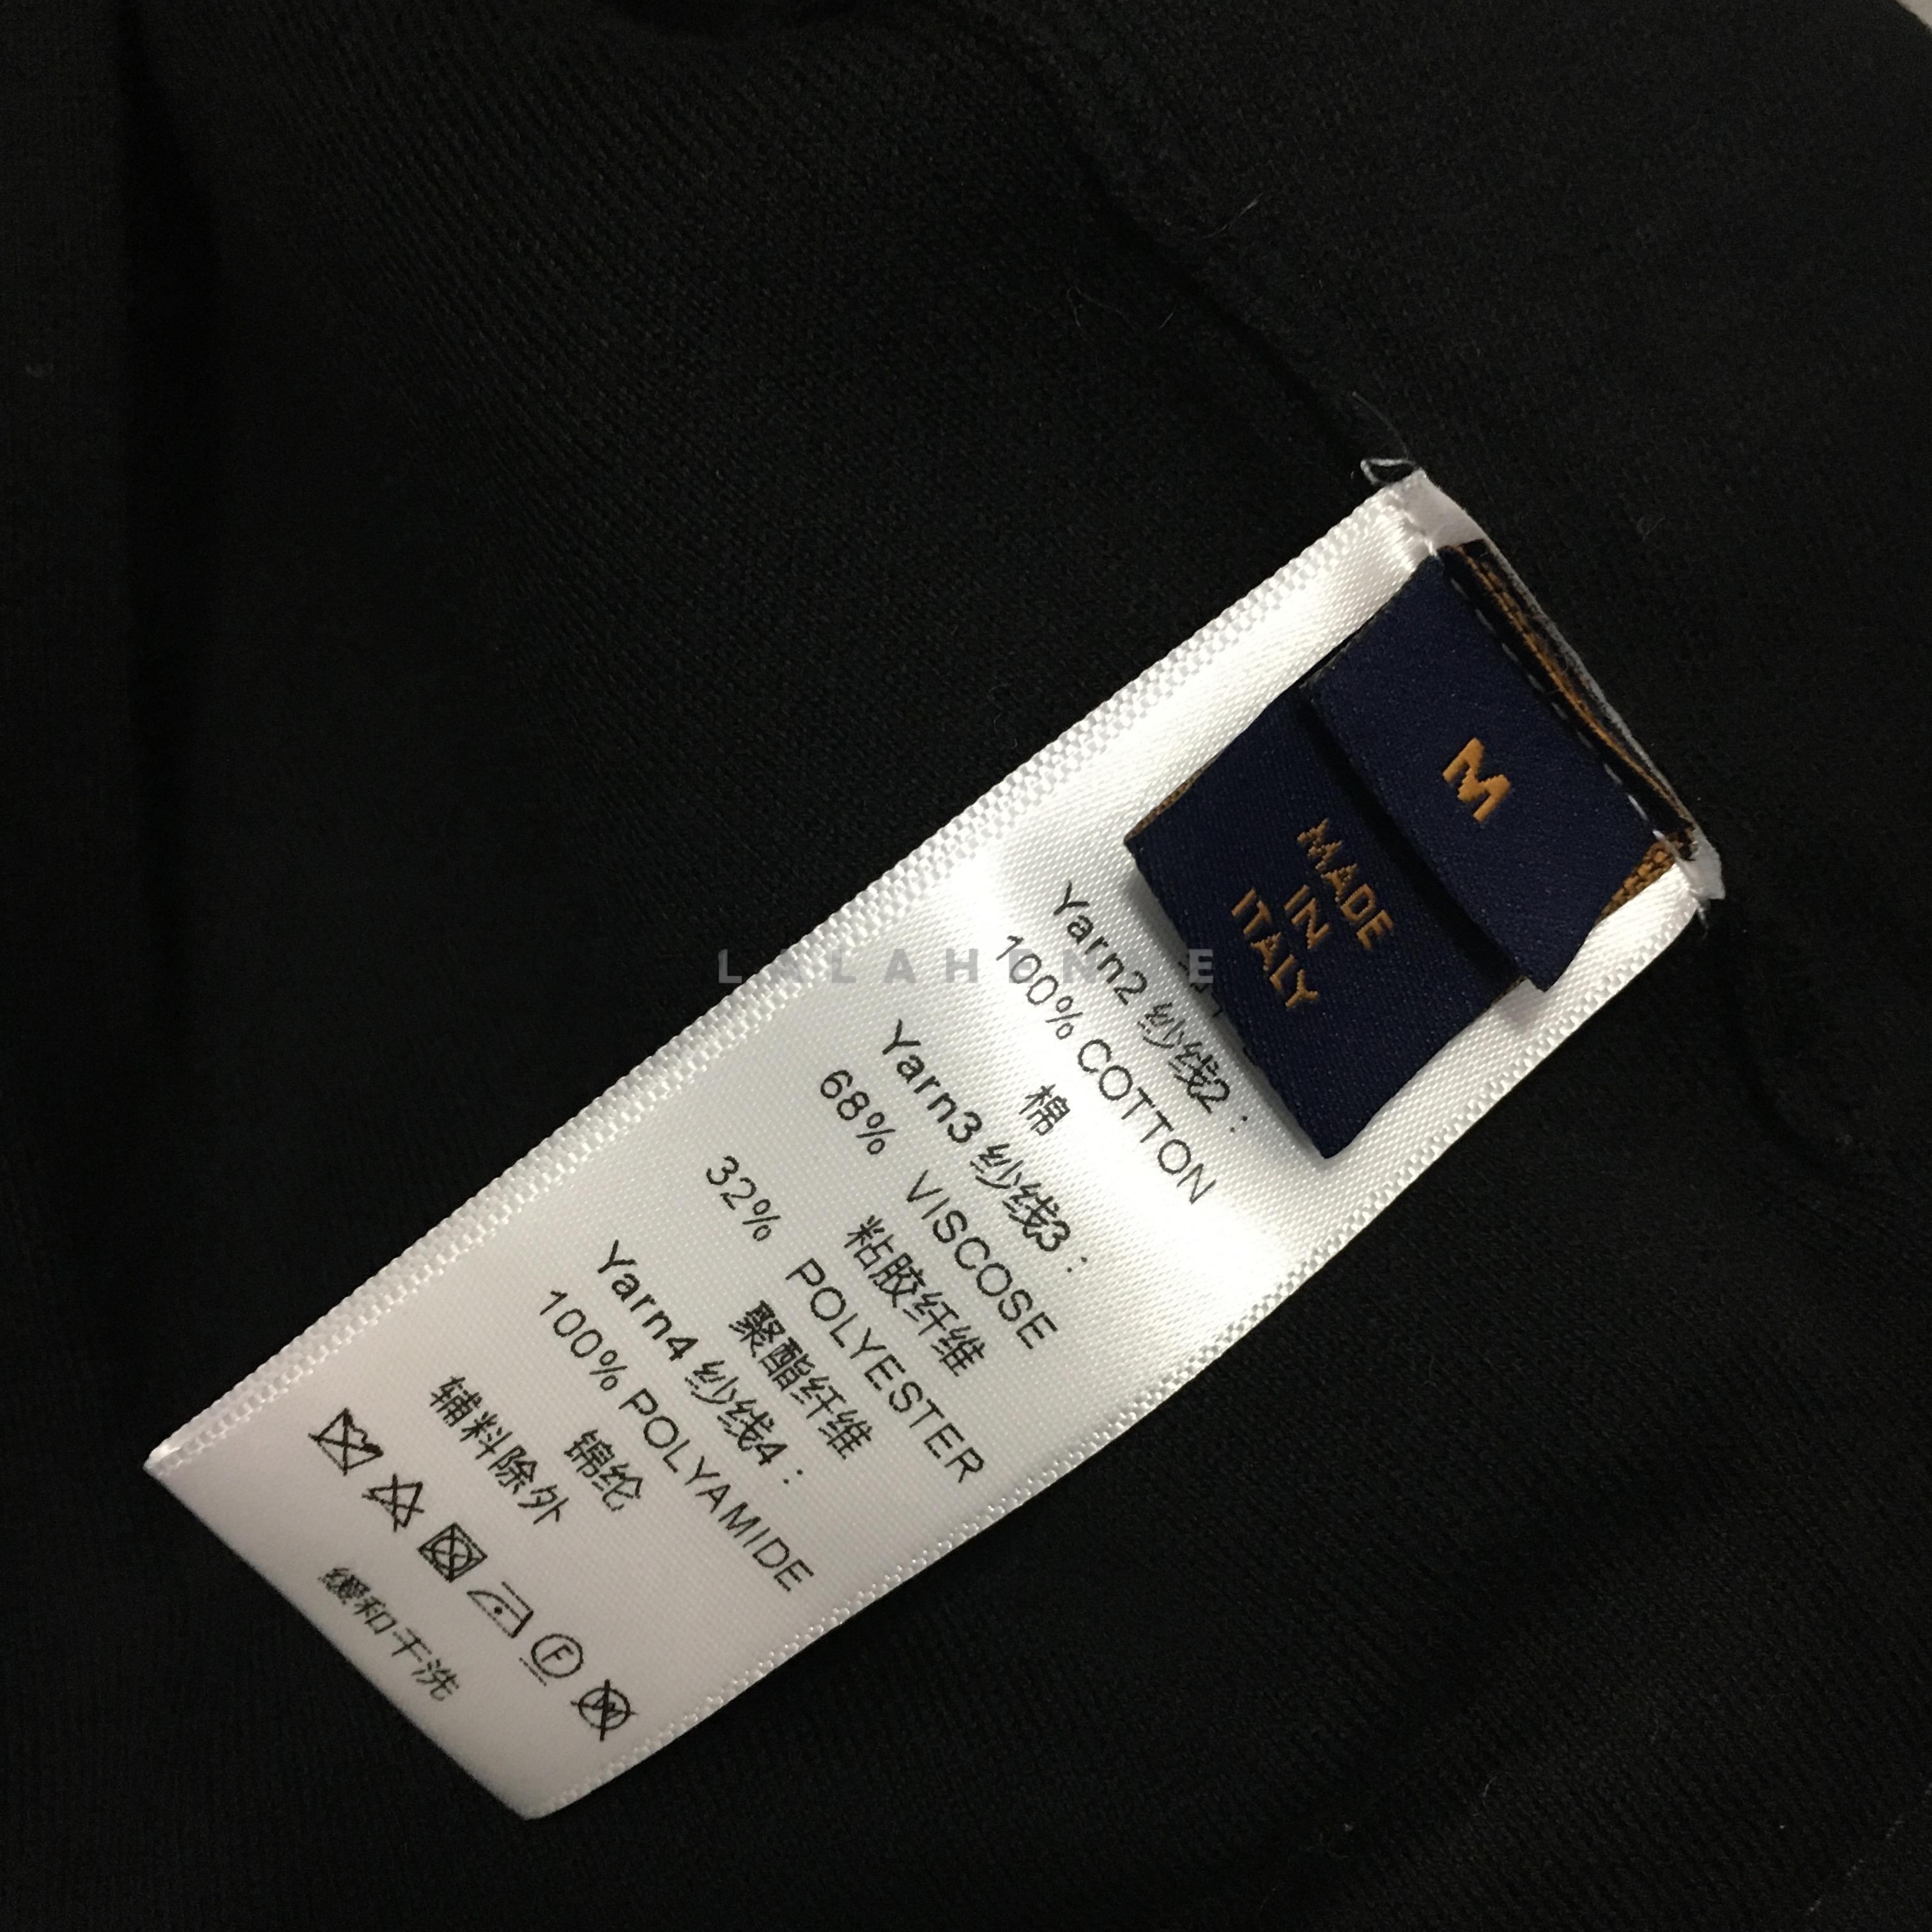 M
MADE
IN
ITALY
Yarn2 纱线2：
100% COTTON
棉
Yarn3 纱线3：
68% VISCOSE
粘胶纤维
32% POLYESTER
聚酯纤维
Yarn4 纱线4：
100% POLYAMIDE
锦纶
辅料除外
F
W
缓和干洗